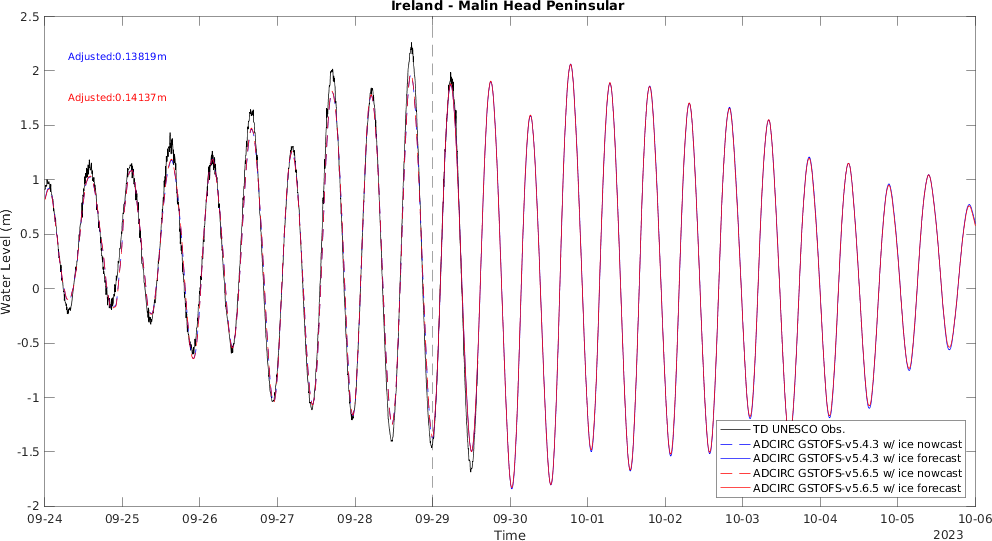 Ireland - Malin Head Peninsular
2.5
2
1.5
1
0.5
0
-0.5
-1
-1.5
-2
Water Level (m)
Adjusted:0.13819m
Adjusted:0.14137m
TD UNESCO Obs.
ADCIRC GSTOFS-v5.4.3 w/ ice nowcast
ADCIRC GSTOFS-v5.4.3 w/ ice forecast
ADCIRC GSTOFS-v5.6.5 w/ ice nowcast
ADCIRC GSTOFS-v5.6.5 w/ ice forecast
09-24 09-25 09-26 09-27 09-28 09-29 09-30 10-01 10-02 10-03 10-04 10-05 10-06
Time
2023